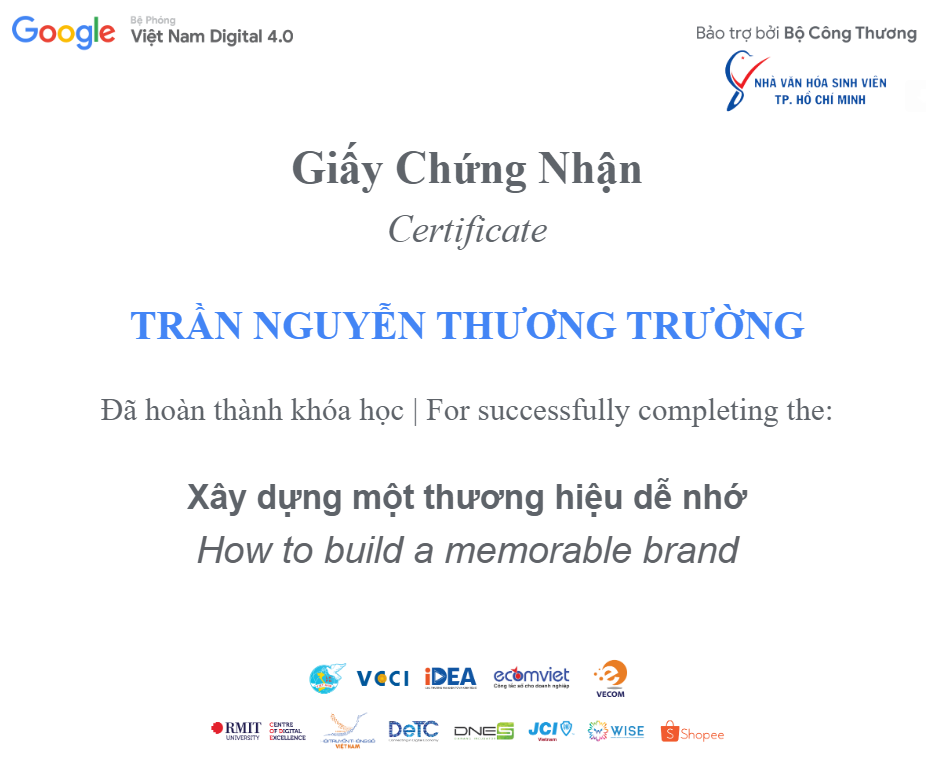 Google
Bệ Phóng
Việt Nam Digital 4.0
Bảo trợ bởi Bộ Công Thương
NHÀ VĂN HÓA SINH VIÊN
TP. HỒ CHÍ MINH
Giấy Chứng Nhận
Certificate
TRẦN NGUYỄN THƯƠNG TRƯỜNG
Đã hoàn thành khóa học | For successfully completing the:
Xây dựng một thương hiệu dễ nhớ
How to build a memorable brand
VCCI iDEA ecomviet
Cổng tác số cho doanh nghiệp
VECOM
RMIT UNIVERSITY CENTRE OF DIGITAL EXCELLENCE
VIETNAM
DeTC
DNES
JCI Vietnam
WISE
Shopee